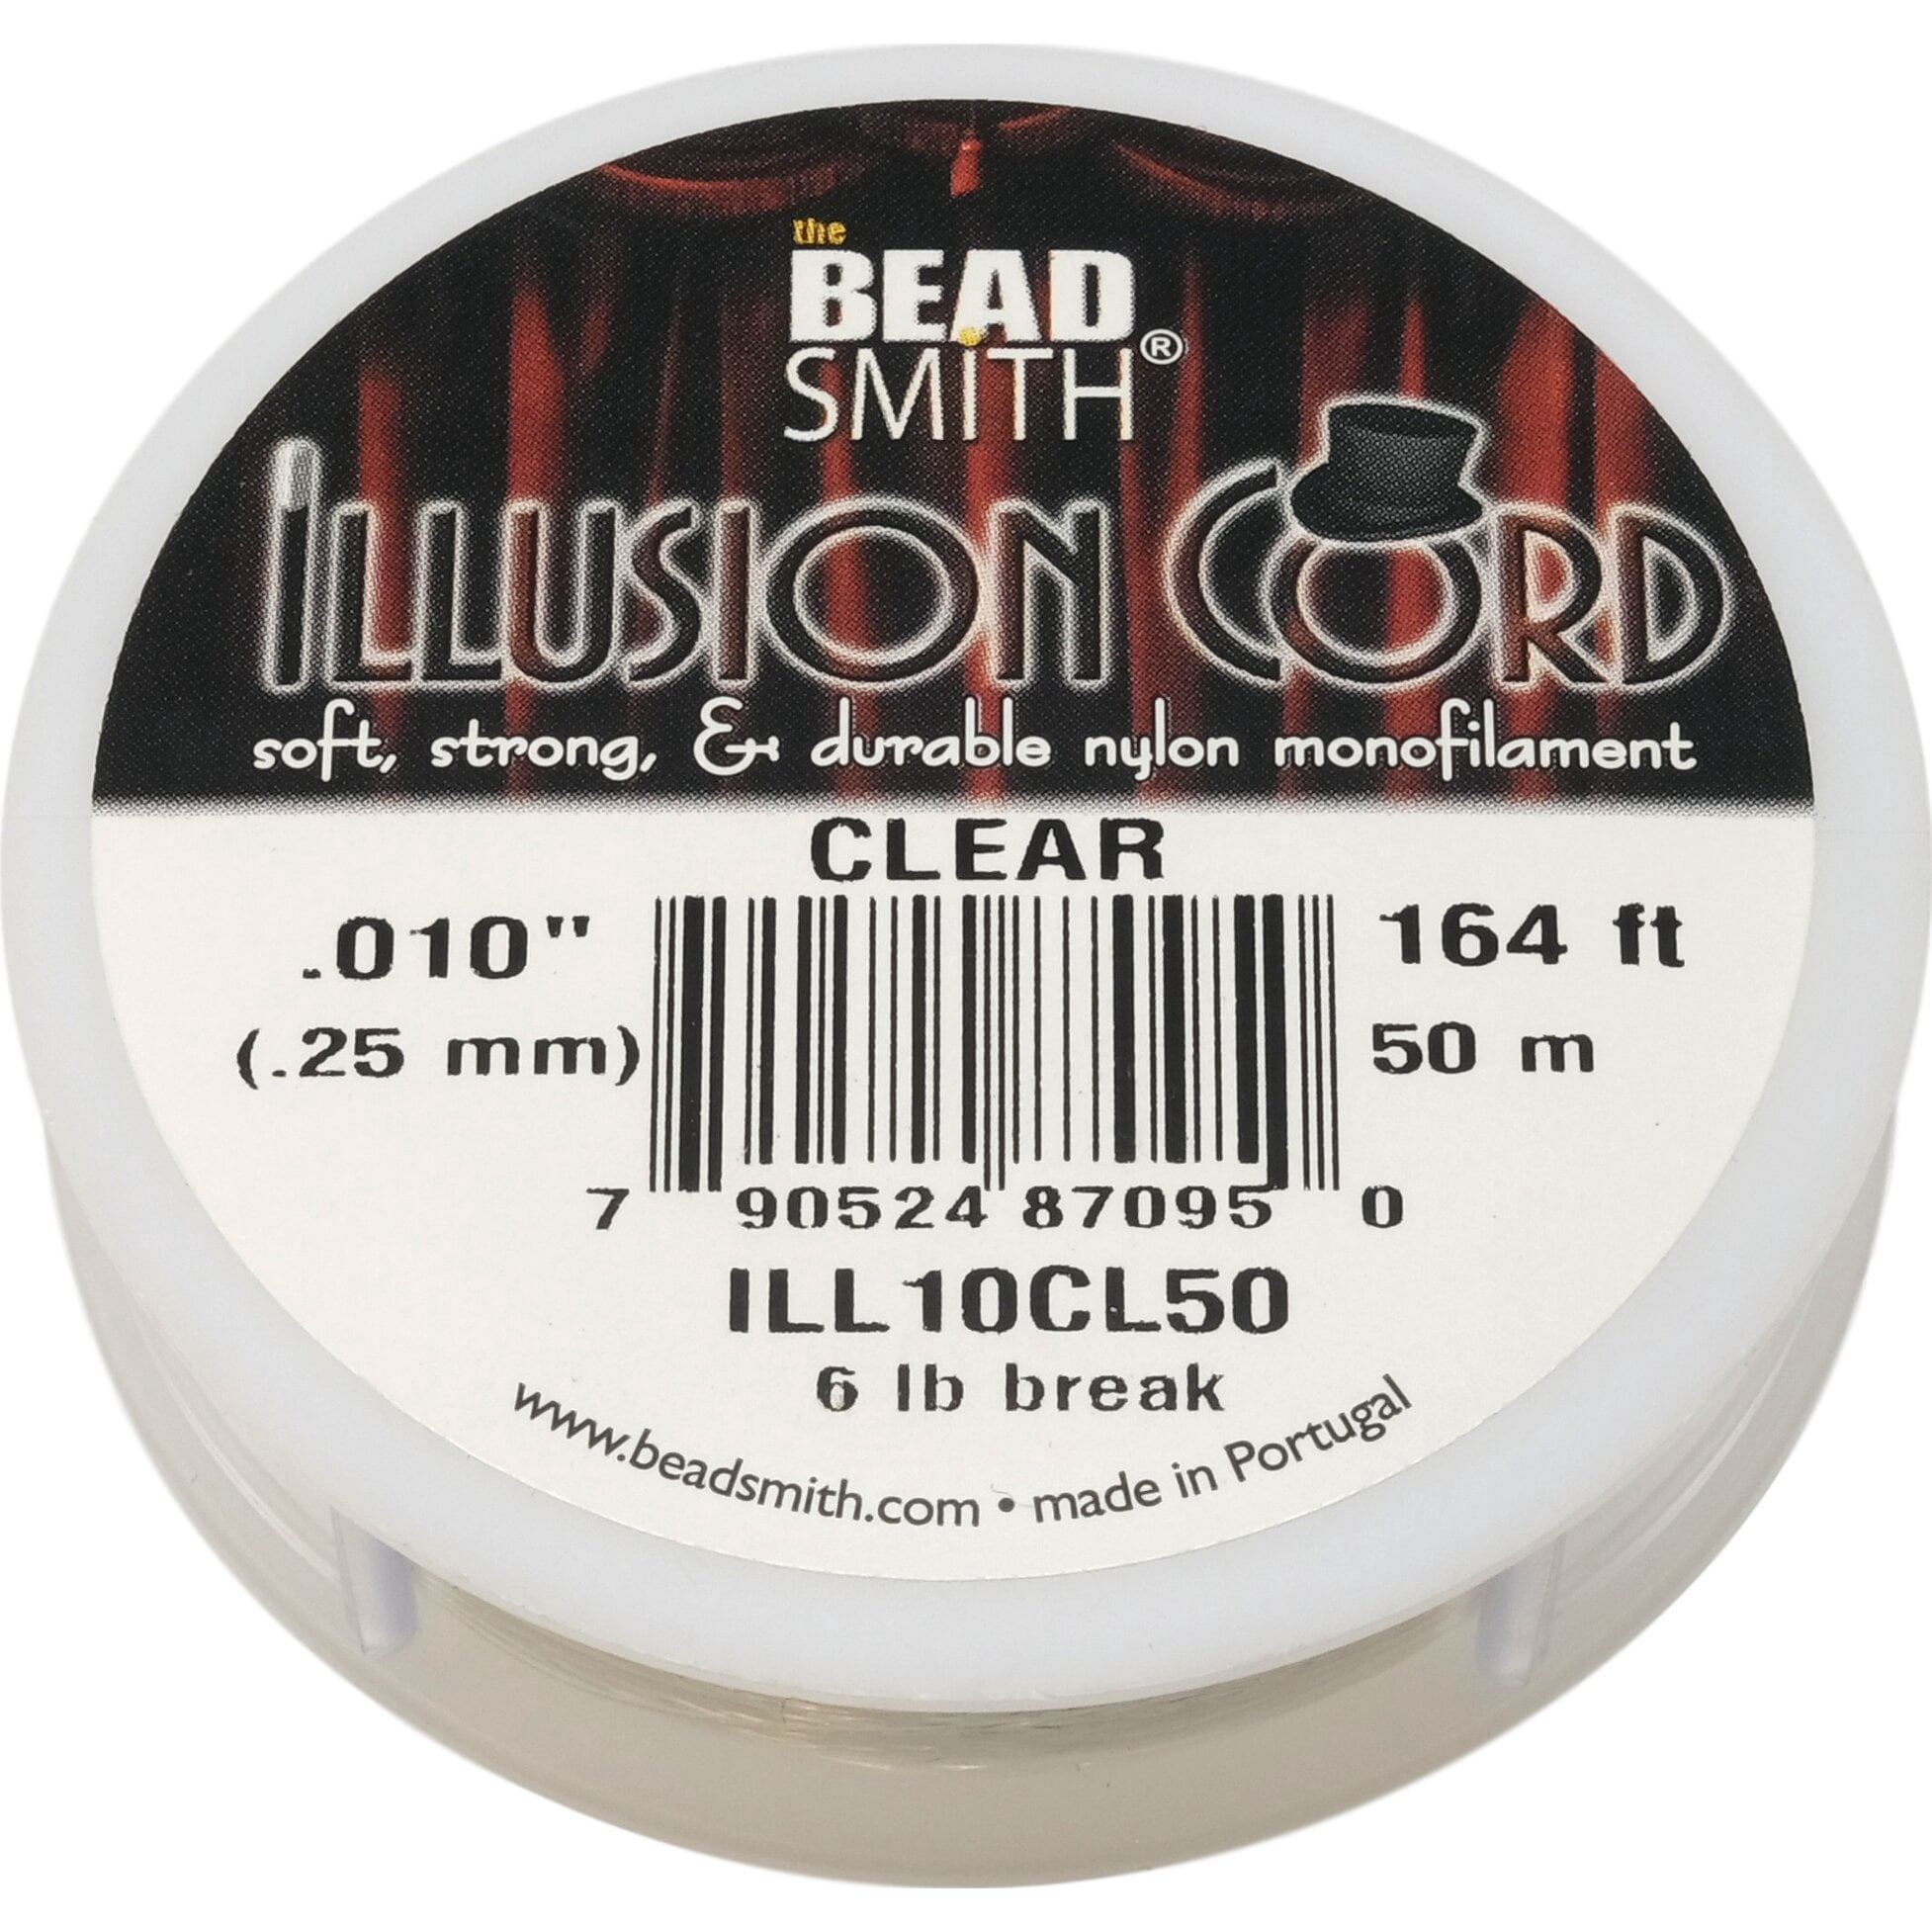 the
BEAD
SMITH®
ILLUSION CORD
soft, strong, & durable nylon monofilament
CLEAR
.010" 164 ft
(.25 mm) 50 m
7 90524 87095 0
ILL10CL50
6 lb break
www.beadsmith.com • made in Portugal